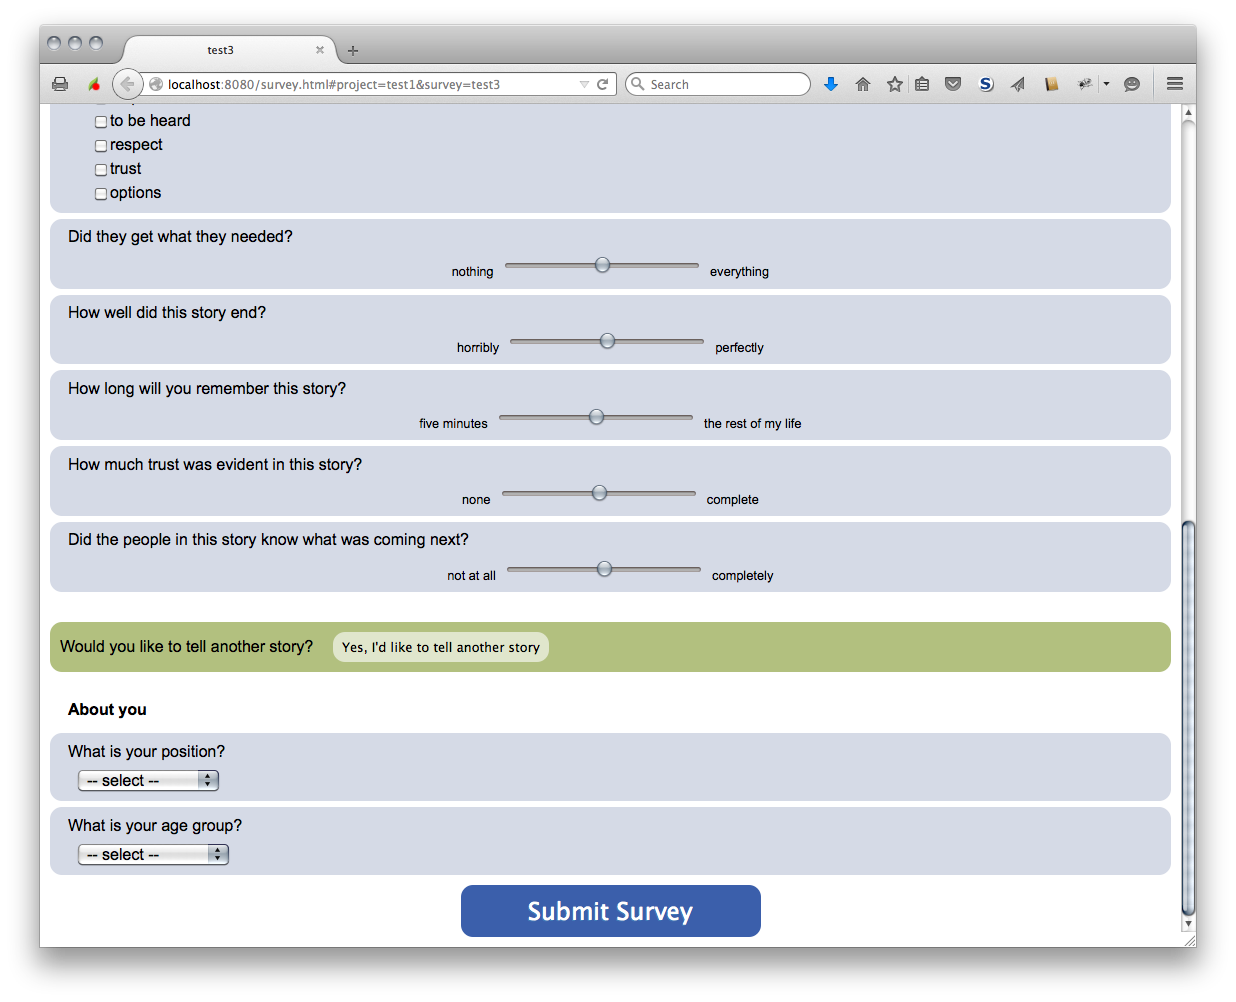 test3
localhost:8080/survey.html#project=test1&survey=test3
Search
to be heard
respect
trust
options
Did they get what they needed?
nothing everything
How well did this story end?
horribly perfectly
How long will you remember this story?
five minutes the rest of my life
How much trust was evident in this story?
none complete
Did the people in this story know what was coming next?
not at all completely
Would you like to tell another story? Yes, I'd like to tell another story
About you
What is your position?
-- select --
What is your age group?
-- select --
Submit Survey